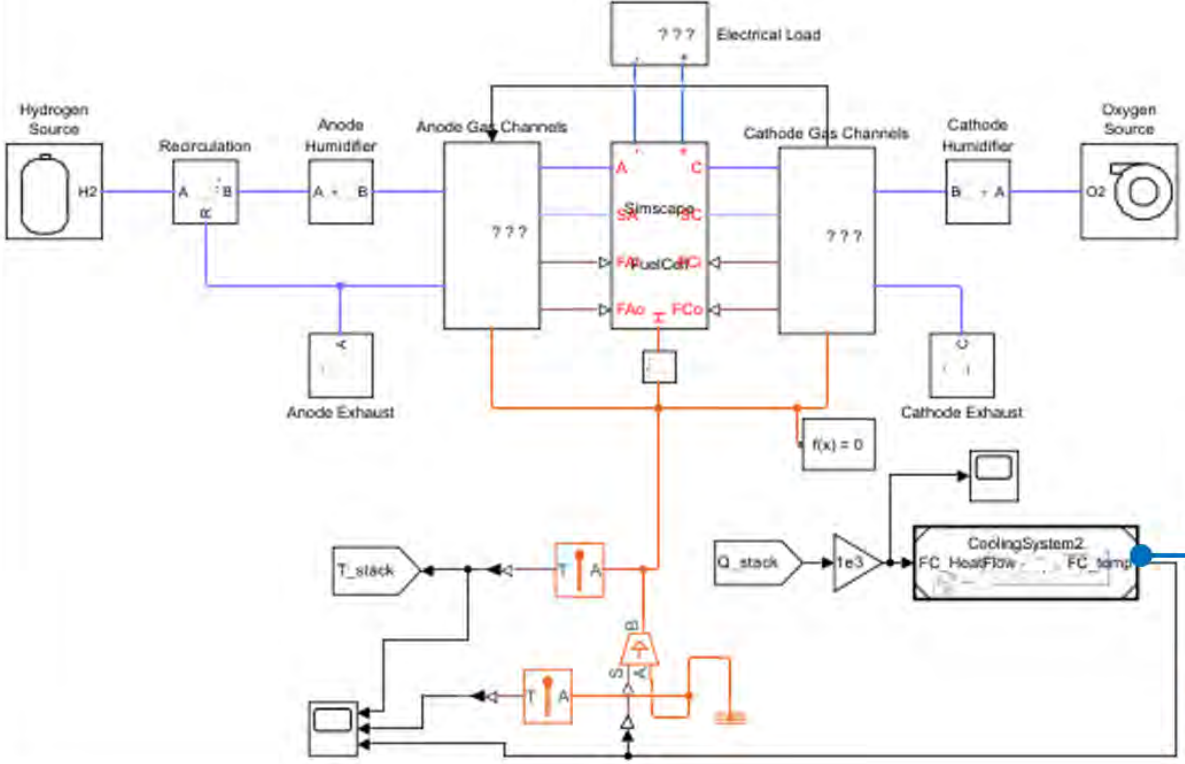 ? ? ?
Electrical Load
-
+
Hydrogen
Source
H2
Recirculation
A
B
R
Anode
Humidifier
A
B
Anode Gas Channels
? ? ?
A
-
+
C
SA
Simscape
SC
FuelCell
FAo
H
FCo
Cathode Gas Channels
? ? ?
Cathode
Humidifier
B
A
Oxygen
Source
O2
A
Anode Exhaust
C
Cathode Exhaust
f(x) = 0
T_stack
T
A
Q_stack
1e3
CoolingSystem2
FC_HeatFlow
FC_temp
B
S
A
T
A